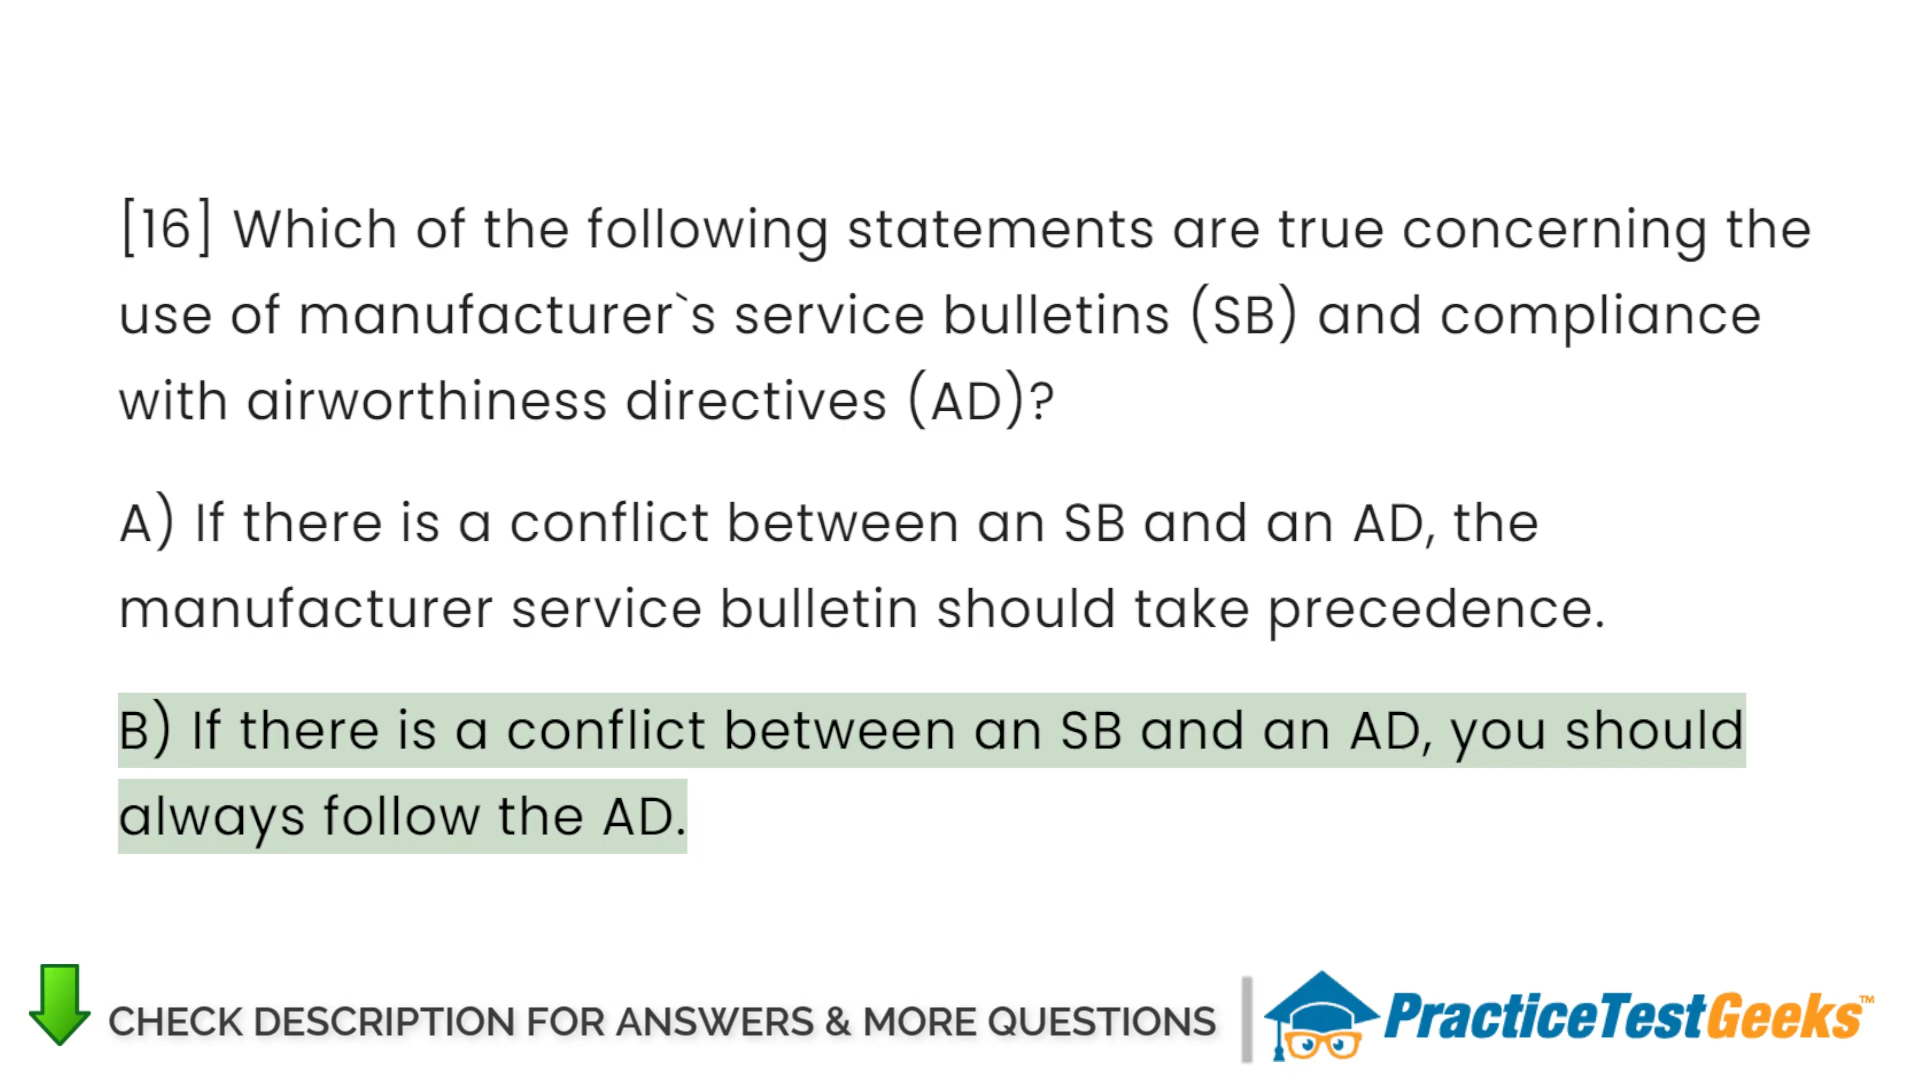 [16] Which of the following statements are true concerning the
use of manufacturer`s service bulletins (SB) and compliance
with airworthiness directives (AD)?
A) If there is a conflict between an SB and an AD, the
manufacturer service bulletin should take precedence.
B) If there is a conflict between an SB and an AD, you should
always follow the AD.
CHECK DESCRIPTION FOR ANSWERS & MORE QUESTIONS
PracticeTestGeeks™